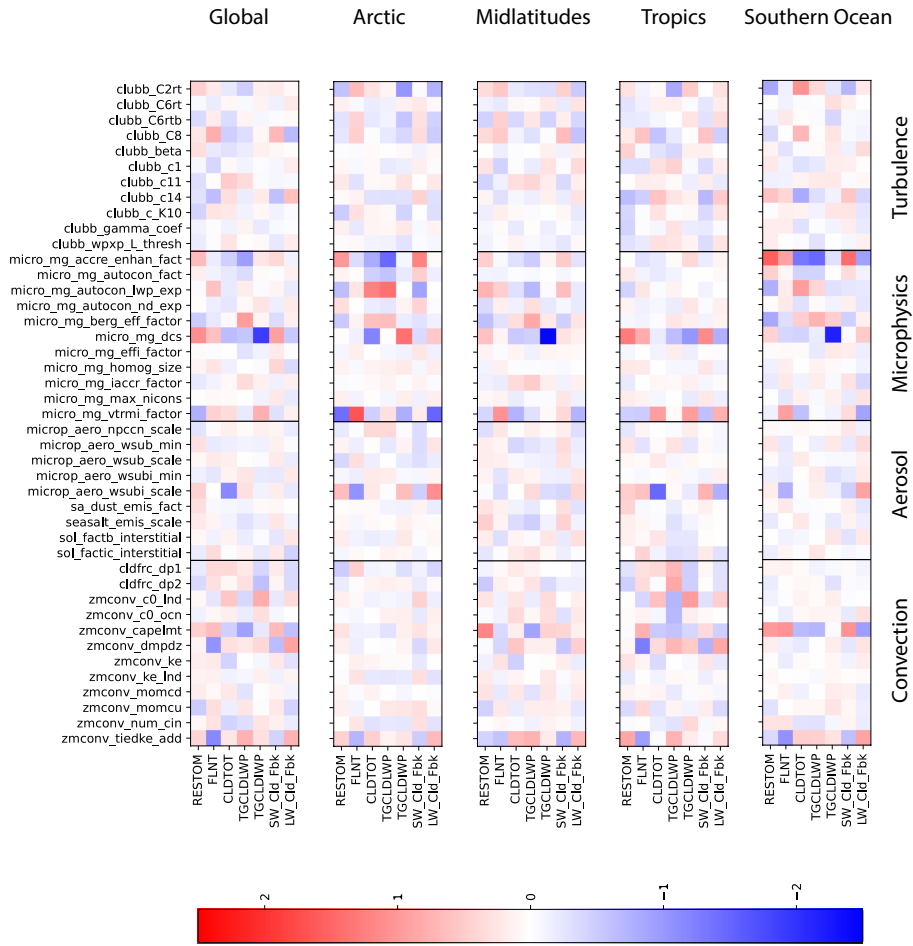 Global Arctic Midlatitudes Tropics Southern Ocean
clubb_C2rt
clubb_C6rt
clubb_C6rtb
clubb_C8
clubb_beta
clubb_c1
clubb_c11
clubb_c14
clubb_c_K10
clubb_gamma_coef
clubb_wpxp_L_thresh
Turbulence
micro_mg_accre_enhan_fact
micro_mg_autocon_fact
micro_mg_autocon_lwp_exp
micro_mg_autocon_nd_exp
micro_mg_berg_eff_factor
micro_mg_dcs
micro_mg_effi_factor
micro_mg_homog_size
micro_mg_iaccr_factor
micro_mg_max_nicons
micro_mg_vtrmi_factor
Microphysics
microp_aero_npccn_scale
microp_aero_wsub_min
microp_aero_wsub_scale
microp_aero_wsubi_min
microp_aero_wsubi_scale
sa_dust_emis_fact
seasalt_emis_scale
sol_factb_interstitial
sol_factic_interstitial
Aerosol
cldfrc_dp1
cldfrc_dp2
zmconv_c0_lnd
zmconv_c0_ocn
zmconv_capelmt
zmconv_dmpdz
zmconv_ke
zmconv_ke_lnd
zmconv_momcd
zmconv_momcu
zmconv_num_cin
zmconv_tiedke_add
Convection
RESTOM FLNT CLDTOT TGCLDLWP TGCLDIWP SW_Cld_Fbk LW_Cld_Fbk RESTOM FLNT CLDTOT TGCLDLWP TGCLDIWP SW_Cld_Fbk LW_Cld_Fbk RESTOM FLNT CLDTOT TGCLDLWP TGCLDIWP SW_Cld_Fbk LW_Cld_Fbk RESTOM FLNT CLDTOT TGCLDLWP TGCLDIWP SW_Cld_Fbk LW_Cld_Fbk RESTOM FLNT CLDTOT TGCLDLWP TGCLDIWP SW_Cld_Fbk LW_Cld_Fbk
2 1 0 −1 −2